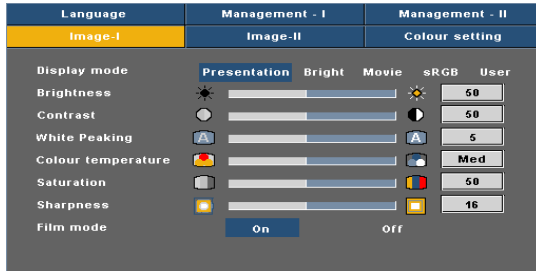 Language Management - I Management - II
Image-I Image-II Colour setting
Display mode Presentation Bright Movie sRGB User
Brightness 50
Contrast 50
White Peaking A A 5
Colour temperature Med
Saturation 50
Sharpness 16
Film mode On Off